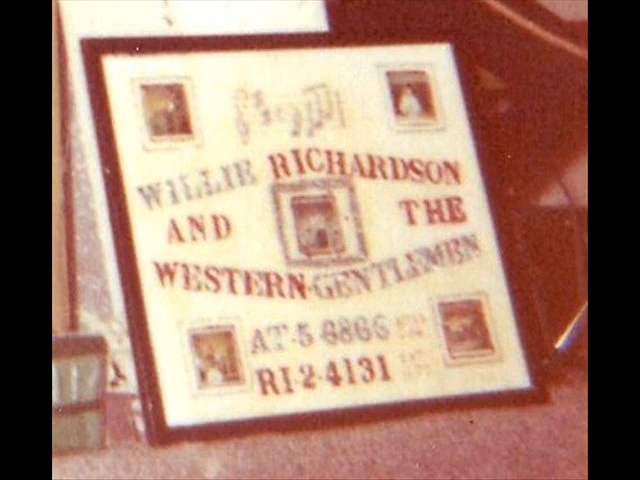 WILLIE RICHARDSON
AND THE
WESTERN-GENTLEMEN
AT-5 6866
RI-2-4131